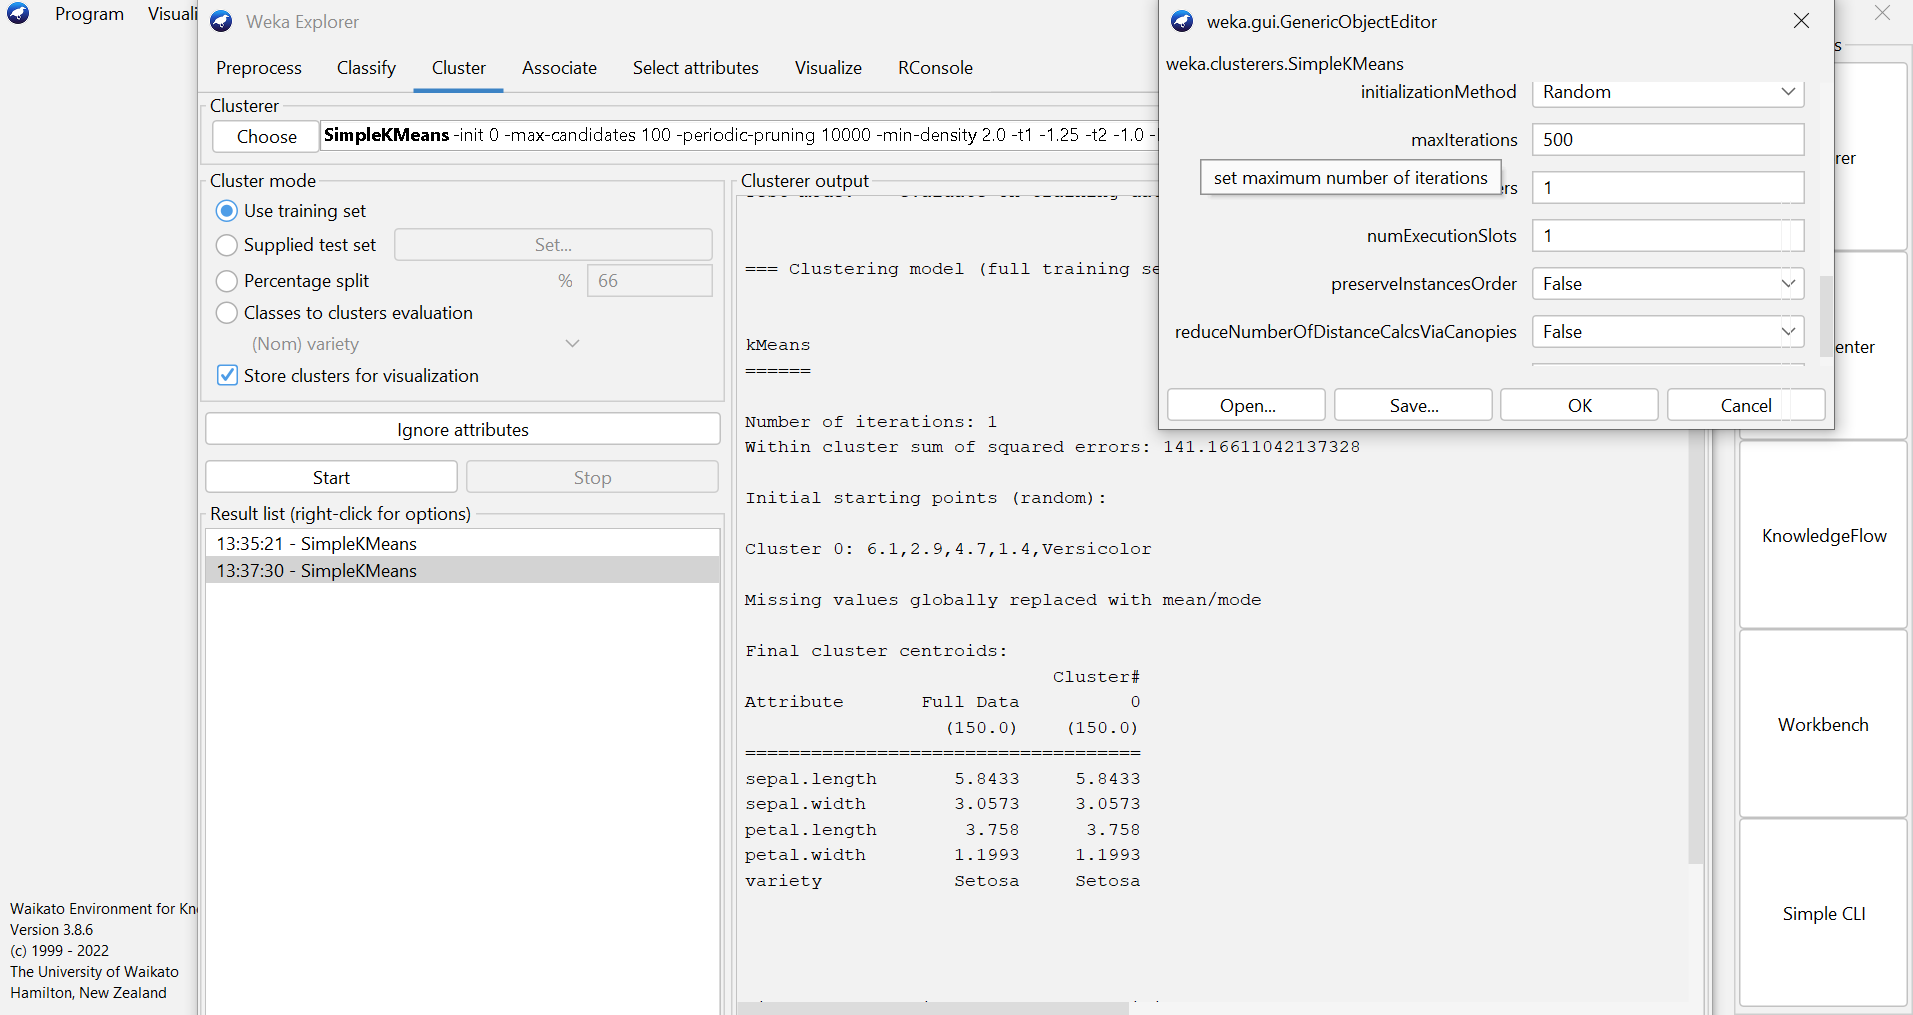 Program
Weka Explorer
Preprocess Classify Cluster Associate Select attributes Visualize RConsole
Clusterer
Choose SimpleKMeans -init 0 -max-candidates 100 -periodic-pruning 10000 -min-density 2.0 -t1 -1.25 -t2 -1.0
Cluster mode
Use training set
Supplied test set Set...
Percentage split % 66
Classes to clusters evaluation
(Nom) variety
Store clusters for visualization
Ignore attributes
Start Stop
Result list (right-click for options)
13:35:21 - SimpleKMeans
13:37:30 - SimpleKMeans
Clusterer output
=== Clustering model (full training
kMeans
======
Number of iterations: 1
Within cluster sum of squared errors: 141.16611042137328
Initial starting points (random):
Cluster 0: 6.1,2.9,4.7,1.4,Versicolor
Missing values globally replaced with mean/mode
Final cluster centroids:
Cluster#
Attribute Full Data 0
(150.0) (150.0)
====================================
sepal.length 5.8433 5.8433
sepal.width 3.0573 3.0573
petal.length 3.758 3.758
petal.width 1.1993 1.1993
variety Setosa Setosa
weka.gui.GenericObjectEditor
weka.clusterers.SimpleKMeans
initializationMethod Random
maxIterations 500
set maximum number of iterations
1
numExecutionSlots 1
preserveInstancesOrder False
reduceNumberOfDistanceCalcsViaCanopies False
Open... Save... OK Cancel
KnowledgeFlow
Workbench
Simple CLI
Waikato Environment for
Version 3.8.6
(c) 1999 - 2022
The University of Waikato
Hamilton, New Zealand